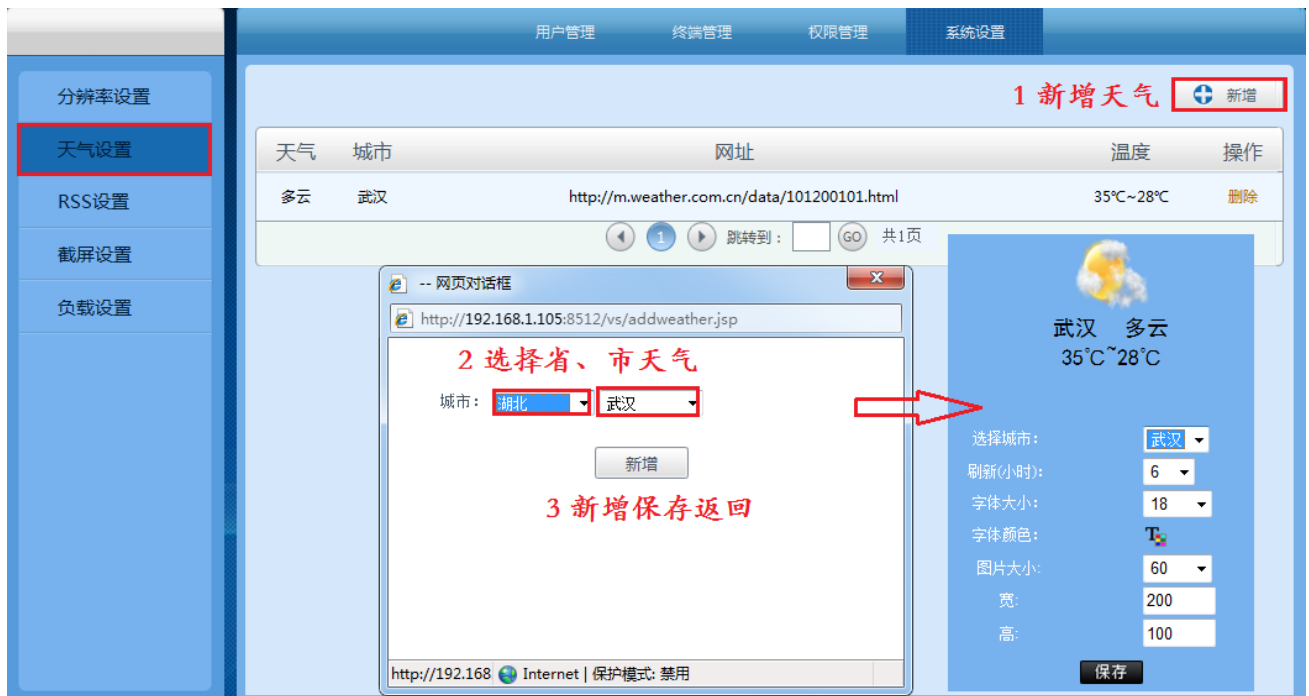 用户管理 终端管理 权限管理 系统设置
分辨率设置
天气设置
RSS设置
截屏设置
负载设置
1 新增天气 新增
天气 城市 网址 温度 操作
多云 武汉 http://m.weather.com.cn/data/101200101.html 35℃~28℃ 删除
1 跳转到： GO 共1页
-- 网页对话框 X
http://192.168.1.105:8512/vs/addweather.jsp
2 选择省、市天气
城市： 湖北 武汉
新增
3 新增保存返回
http://192.168 Internet | 保护模式: 禁用
武汉 多云
35°C~28°C
选择城市: 武汉
刷新(小时): 6
字体大小: 18
字体颜色: T
图片大小: 60
宽: 200
高: 100
保存